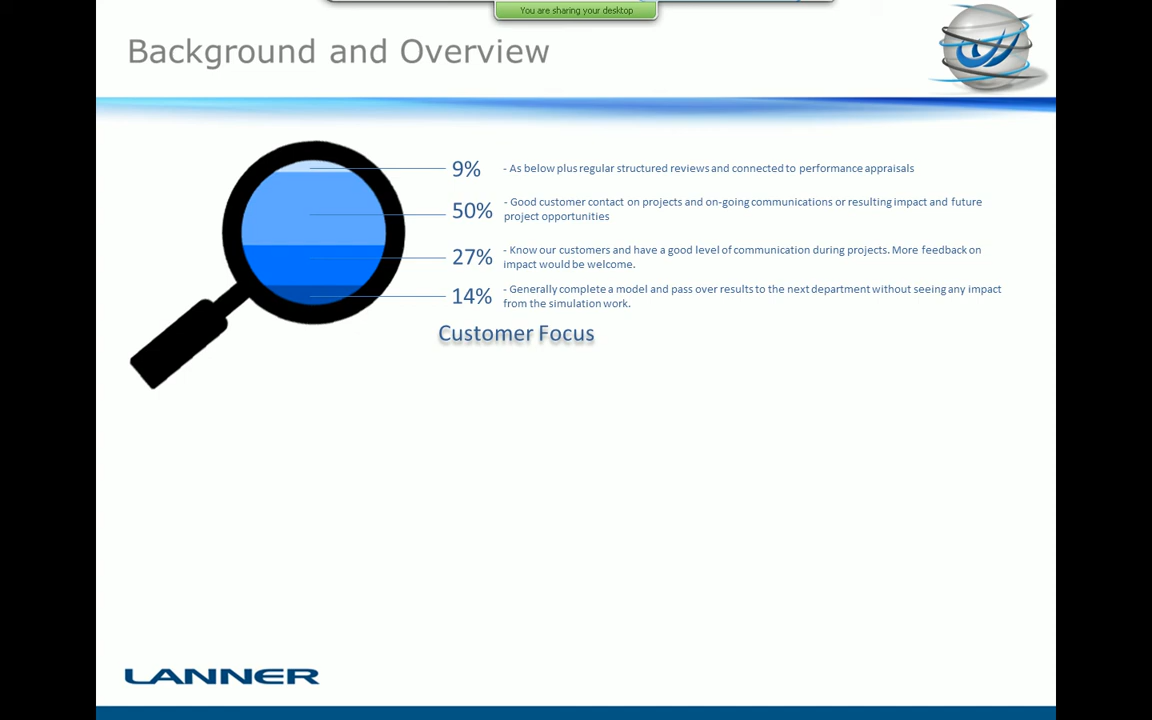 You are sharing your desktop
Background and Overview
9%
- As below plus regular structured reviews and connected to performance appraisals
50%
- Good customer contact on projects and on-going communications or resulting impact and future
project opportunities
27%
- Know our customers and have a good level of communication during projects. More feedback on
impact would be welcome.
14%
- Generally complete a model and pass over results to the next department without seeing any impact
from the simulation work.
Customer Focus
LANNER